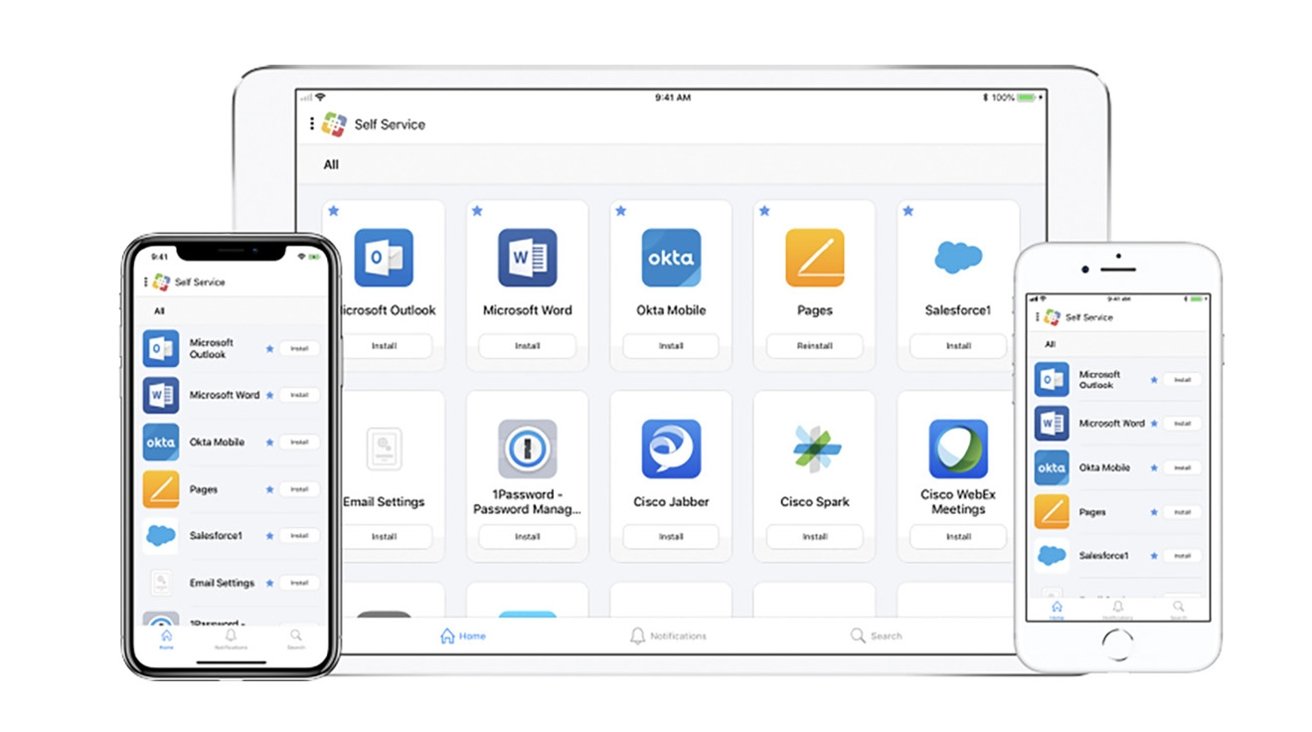 9:41 AM
100%
Self Service
All
O
W
okta
icrosoft Outlook
Microsoft Word
Okta Mobile
Pages
Salesforce1
Install
Install
Install
Reinstall
Install
Email Settings
1Password -
Password Manag...
Cisco Jabber
Cisco Spark
Cisco WebEx
Meetings
Install
Install
Install
Install
Install
Home
Notifications
Search
9:41
Self Service
All
O
Microsoft
Outlook
Install
W
Microsoft Word
Install
okta
Okta Mobile
Install
Pages
Install
Salesforce1
Install
Email Settings
Install
1Password -
Home
Notifications
Search
9:41 AM
Self Service
All
O
Microsoft
Outlook
Install
W
Microsoft Word
Install
okta
Okta Mobile
Install
Pages
Install
Salesforce1
Install
Home
Notifications
Search